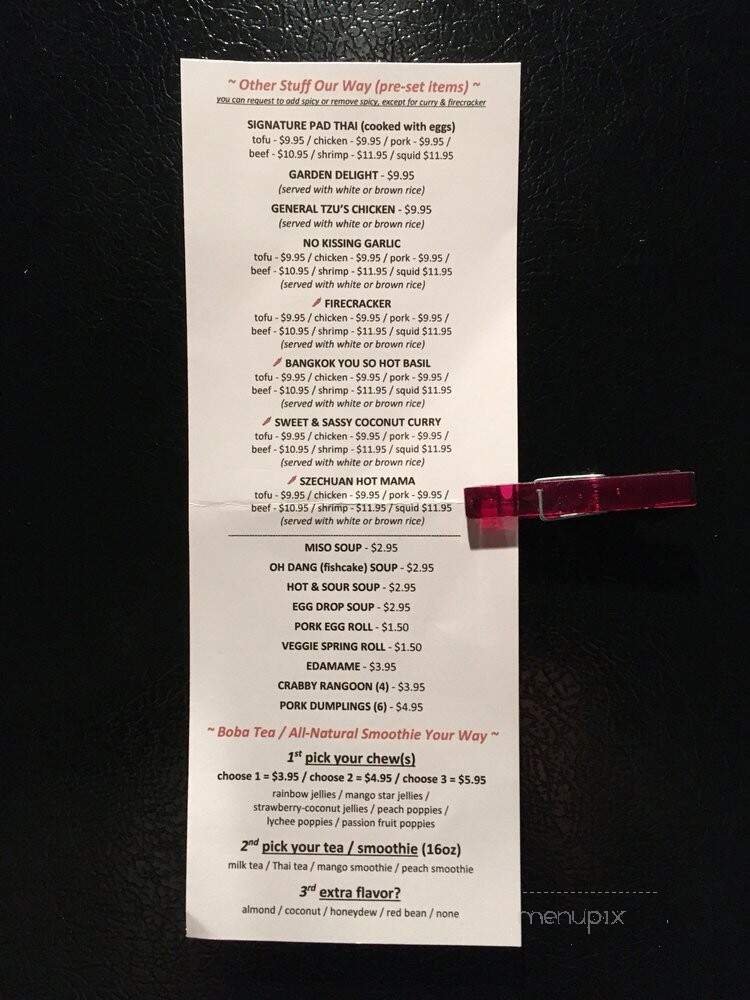 ~ Other Stuff Our Way (pre-set items) ~
you can request to add spicy or remove spicy, except for curry & firecracker
SIGNATURE PAD THAI (cooked with eggs)
tofu - $9.95 / chicken - $9.95 / pork - $9.95 /
beef - $10.95 / shrimp - $11.95 / squid $11.95
GARDEN DELIGHT - $9.95
(served with white or brown rice)
GENERAL TZU'S CHICKEN - $9.95
(served with white or brown rice)
NO KISSING GARLIC
tofu - $9.95 / chicken - $9.95 / pork - $9.95 /
beef - $10.95 / shrimp - $11.95 / squid $11.95
(served with white or brown rice)
FIRECRACKER
tofu - $9.95 / chicken - $9.95 / pork - $9.95 /
beef - $10.95 / shrimp - $11.95 / squid $11.95
(served with white or brown rice)
BANGKOK YOU SO HOT BASIL
tofu - $9.95 / chicken - $9.95 / pork - $9.95 /
beef - $10.95 / shrimp - $11.95 / squid $11.95
(served with white or brown rice)
SWEET & SASSY COCONUT CURRY
tofu - $9.95 / chicken - $9.95 / pork - $9.95 /
beef - $10.95 / shrimp - $11.95 / squid $11.95
(served with white or brown rice)
SZECHUAN HOT MAMA
tofu - $9.95 / chicken - $9.95 / pork - $9.95 /
beef - $10.95 / shrimp - $11.95 / squid $11.95
(served with white or brown rice)
MISO SOUP - $2.95
OH DANG (fishcake) SOUP - $2.95
HOT & SOUR SOUP - $2.95
EGG DROP SOUP - $2.95
PORK EGG ROLL - $1.50
VEGGIE SPRING ROLL - $1.50
EDAMAME - $3.95
CRABBY RANGOON (4) - $3.95
PORK DUMPLINGS (6) - $4.95
~ Boba Tea / All-Natural Smoothie Your Way ~
1st pick your chew(s)
choose 1 = $3.95 / choose 2 = $4.95 / choose 3 = $5.95
rainbow jellies / mango star jellies /
strawberry-coconut jellies / peach poppies /
lychee poppies / passion fruit poppies
2nd pick your tea / smoothie (16oz)
milk tea / Thai tea / mango smoothie / peach smoothie
3rd extra flavor?
almond / coconut / honeydew / red bean / none
menupix